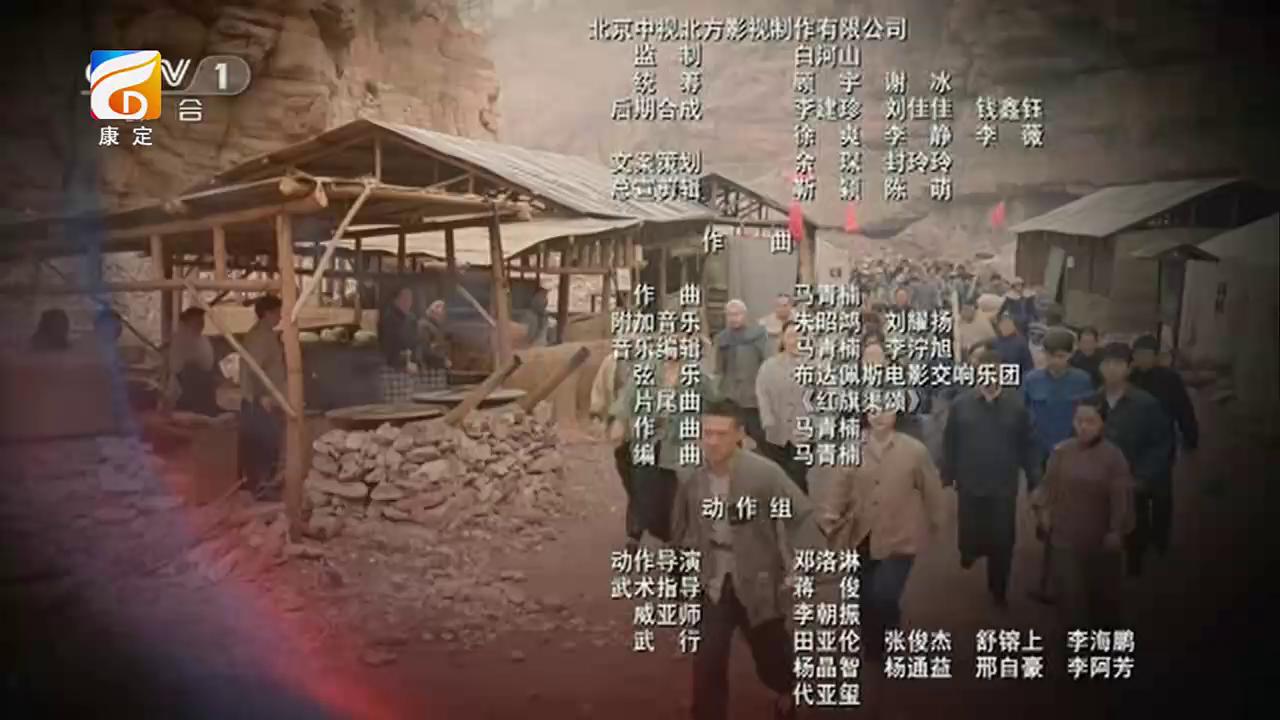 北京中视北方影视制作有限公司
监 制 白河山
统 筹 顾 宇 谢 冰
后期合成 李建珍 刘佳佳 钱鑫钰
徐 爽 李 静 李 薇
文案策划 余 琛 封玲玲
总宣剪辑 靳 颖 陈 萌
作 曲
作 曲 马青楠
附加音乐 朱昭鸿 刘耀扬
音乐编辑 马青楠 李泞旭
弦 乐 布达佩斯电影交响乐团
片尾曲 《红旗渠颂》
作 曲 马青楠
编 曲 马青楠
动 作 组
动作导演 邓洛淋
武术指导 蒋 俊
威亚师 李朝振
武 行 田亚伦 张俊杰 舒镕上 李海鹏
杨晶智 杨通益 邢自豪 李阿芳
代亚玺
V 1
合
康定